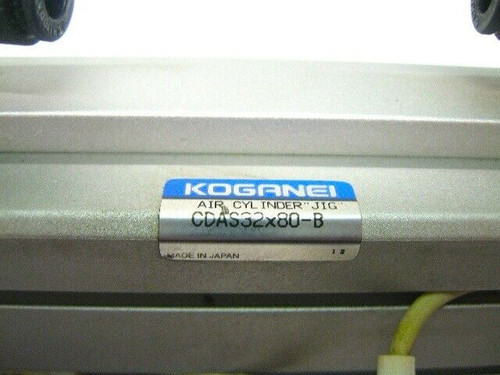 KOGANEI
AIR CYLINDER "JIG"
CDAS32x80-B
MADE IN JAPAN